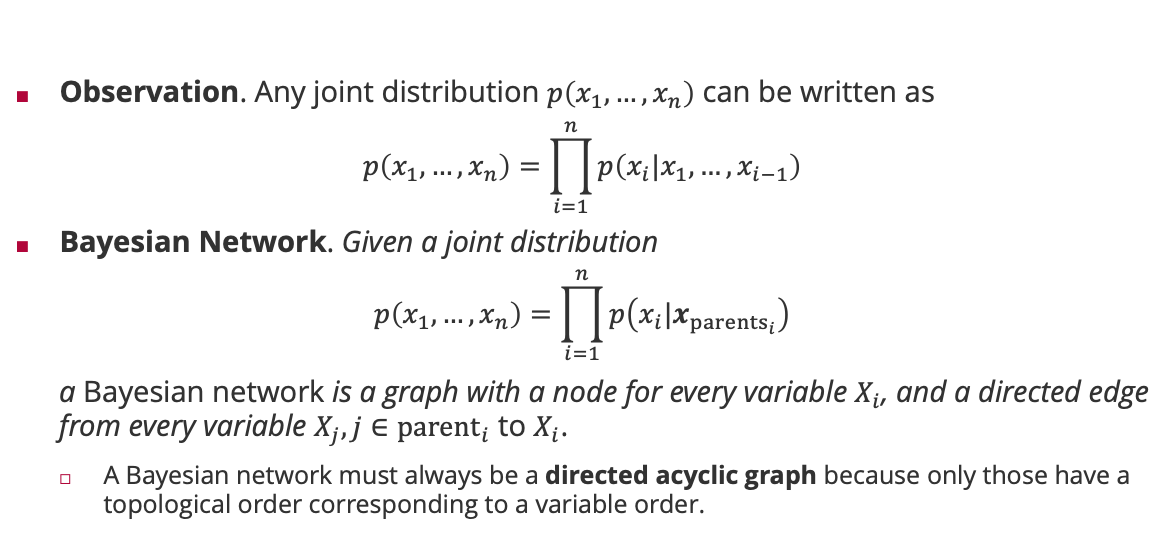 Observation. Any joint distribution p(x₁, …, xₙ) can be written as
p(x₁, …, xₙ) = ∏ᵢ₌₁ⁿ p(xᵢ|x₁, …, xᵢ₋₁)
Bayesian Network. Given a joint distribution
p(x₁, …, xₙ) = ∏ᵢ₌₁ⁿ p(xᵢ|x_parentsᵢ)
a Bayesian network is a graph with a node for every variable Xᵢ, and a directed edge
from every variable Xⱼ, j ∈ parentᵢ to Xᵢ.
A Bayesian network must always be a directed acyclic graph because only those have a
topological order corresponding to a variable order.